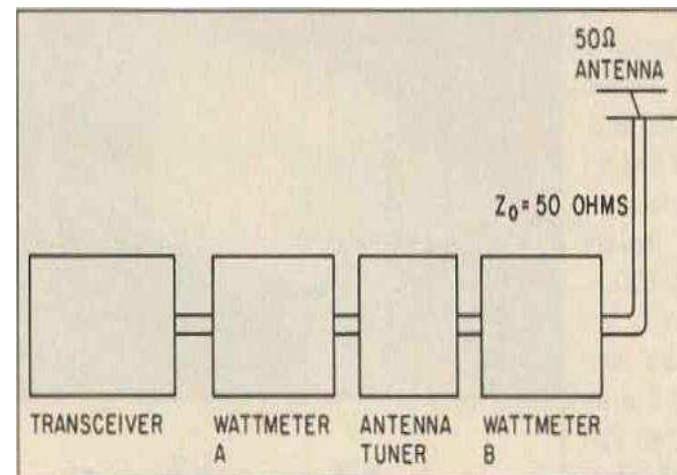 50Ω
ANTENNA
Z₀= 50 OHMS
TRANSCEIVER
WATTMETER
A
ANTENNA
TUNER
WATTMETER
B